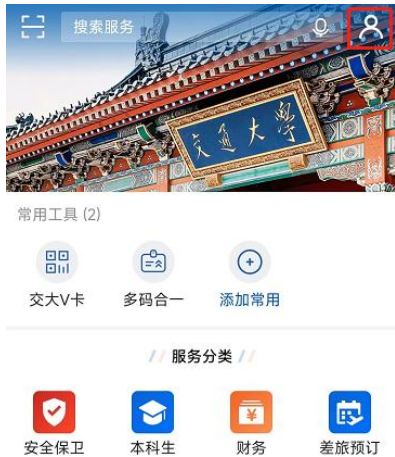 搜索服务
交通大學
常用工具 (2)
交大V卡 多码合一 添加常用
// 服务分类 //
¥
安全保卫 本科生 财务 差旅预订